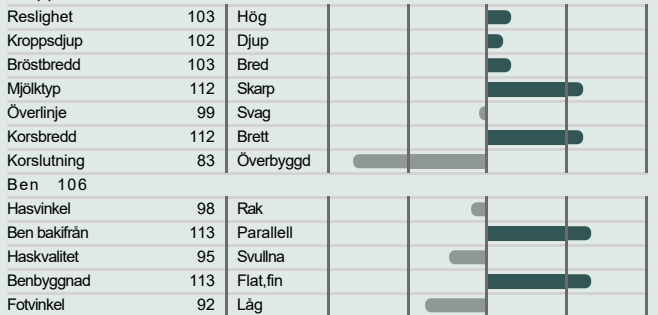 Reslighet 103 Hög
Kroppsdjup 102 Djup
Bröstbredd 103 Bred
Mjölktyp 112 Skarp
Överlinje 99 Svag
Korsbredd 112 Brett
Korslutning 83 Överbyggd
Ben 106
Hasvinkel 98 Rak
Ben bakifrån 113 Parallell
Haskvalitet 95 Svullna
Benbyggnad 113 Flat,fin
Fotvinkel 92 Låg